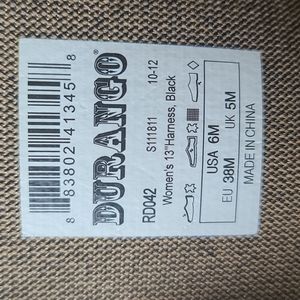 8 83802 41345 8
DURANGO®
RD042 S111811 10-12
Women's 13"Harness, Black
USA 6M
EU 38M UK 5M
MADE IN CHINA